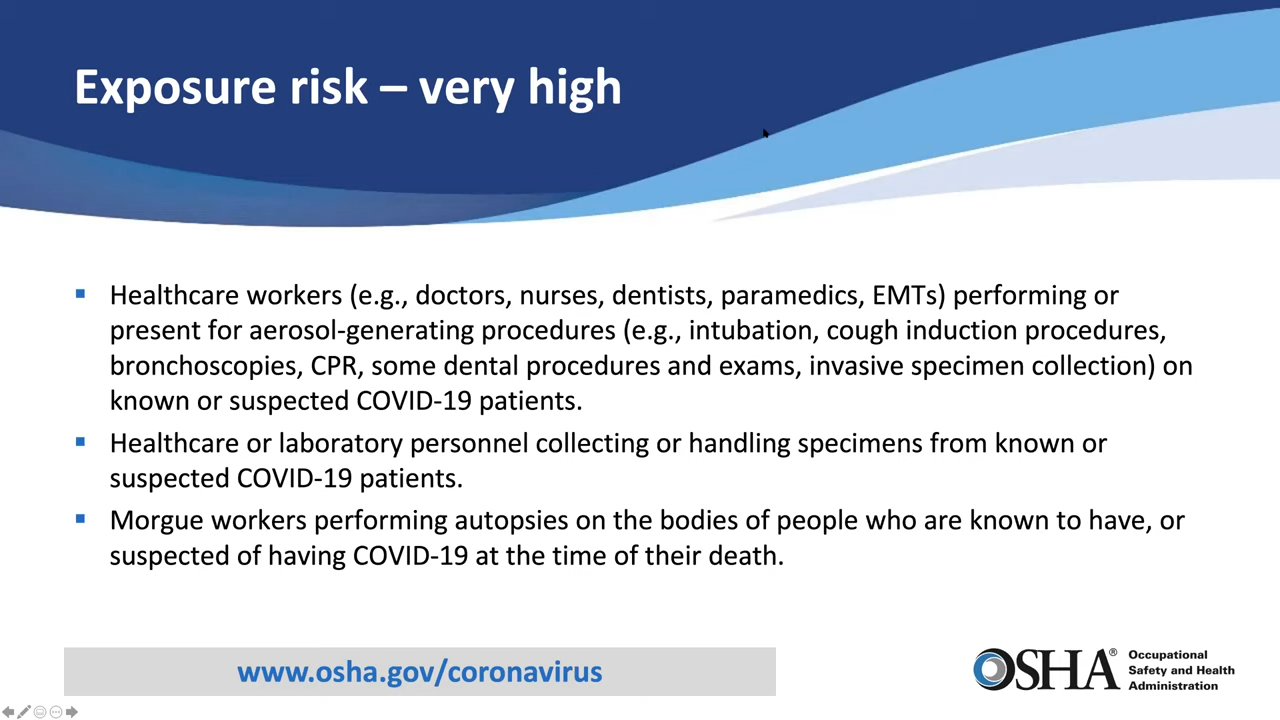 Exposure risk – very high
▪ Healthcare workers (e.g., doctors, nurses, dentists, paramedics, EMTs) performing or
present for aerosol-generating procedures (e.g., intubation, cough induction procedures,
bronchoscopies, CPR, some dental procedures and exams, invasive specimen collection) on
known or suspected COVID-19 patients.
▪ Healthcare or laboratory personnel collecting or handling specimens from known or
suspected COVID-19 patients.
▪ Morgue workers performing autopsies on the bodies of people who are known to have, or
suspected of having COVID-19 at the time of their death.
www.osha.gov/coronavirus
OSHA®
Occupational
Safety and Health
Administration